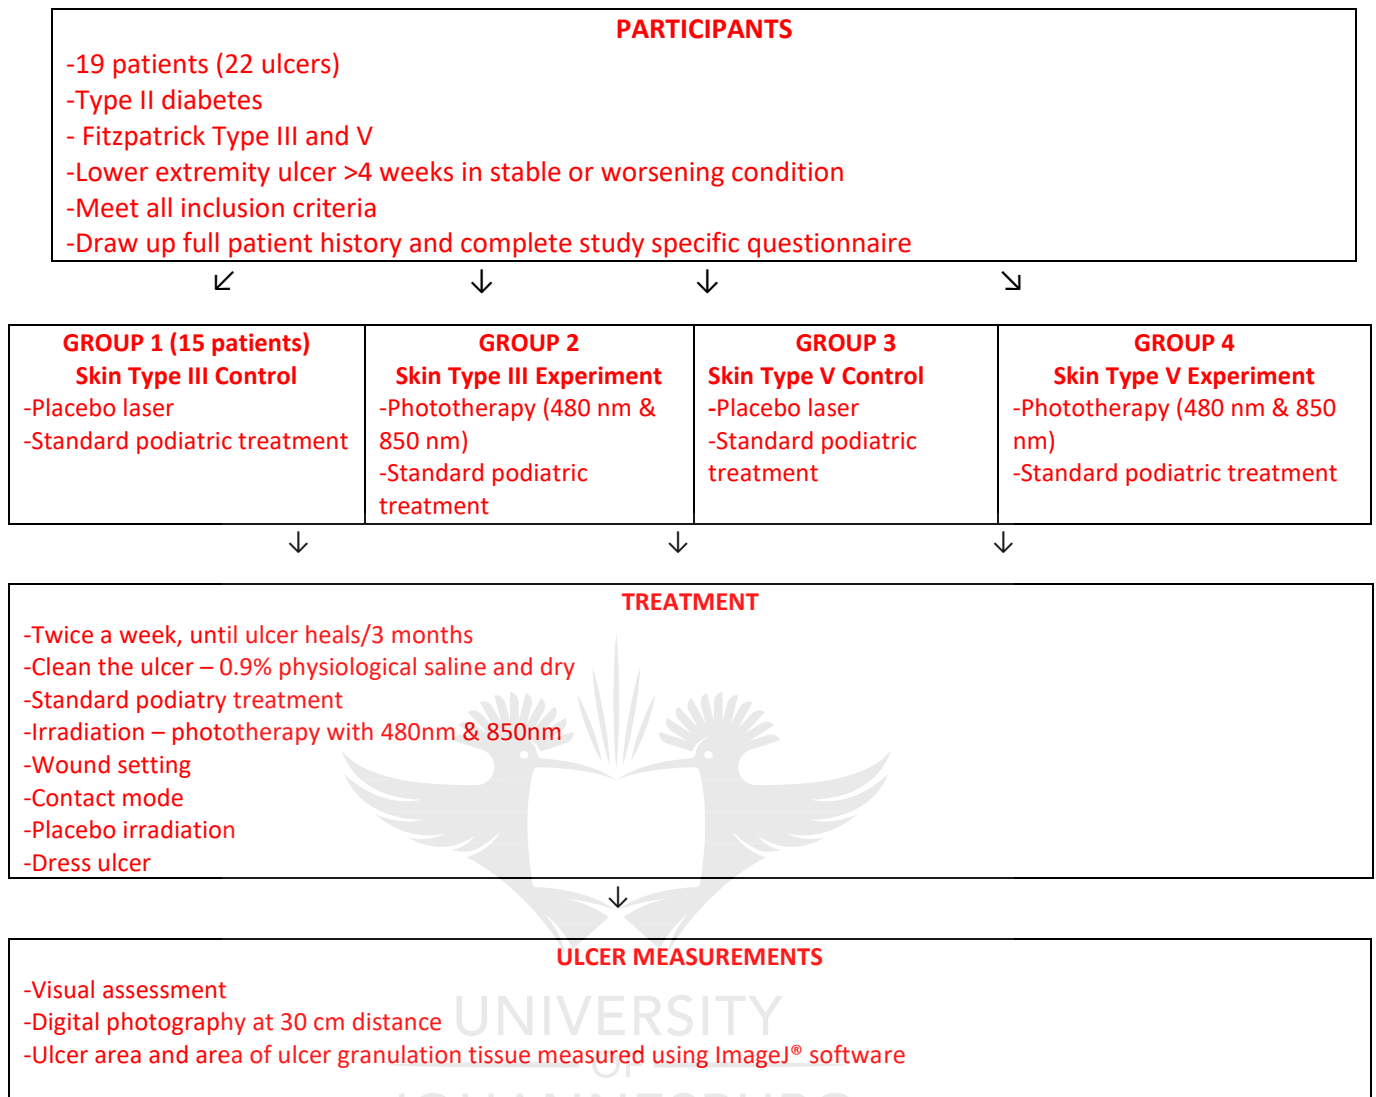 PARTICIPANTS
-19 patients (22 ulcers)
-Type II diabetes
- Fitzpatrick Type III and V
-Lower extremity ulcer >4 weeks in stable or worsening condition
-Meet all inclusion criteria
-Draw up full patient history and complete study specific questionnaire
↙ ↓ ↓ ↘
GROUP 1 (15 patients)
Skin Type III Control
-Placebo laser
-Standard podiatric treatment
GROUP 2
Skin Type III Experiment
-Phototherapy (480 nm &
850 nm)
-Standard podiatric
treatment
GROUP 3
Skin Type V Control
-Placebo laser
-Standard podiatric
treatment
GROUP 4
Skin Type V Experiment
-Phototherapy (480 nm & 850
nm)
-Standard podiatric treatment
↓ ↓ ↓
TREATMENT
-Twice a week, until ulcer heals/3 months
-Clean the ulcer – 0.9% physiological saline and dry
-Standard podiatry treatment
-Irradiation – phototherapy with 480nm & 850nm
-Wound setting
-Contact mode
-Placebo irradiation
-Dress ulcer
↓
ULCER MEASUREMENTS
-Visual assessment
-Digital photography at 30 cm distance
UNIVERSITY
-Ulcer area and area of ulcer granulation tissue measured using ImageJ® software
OF
JOHANNESBURG